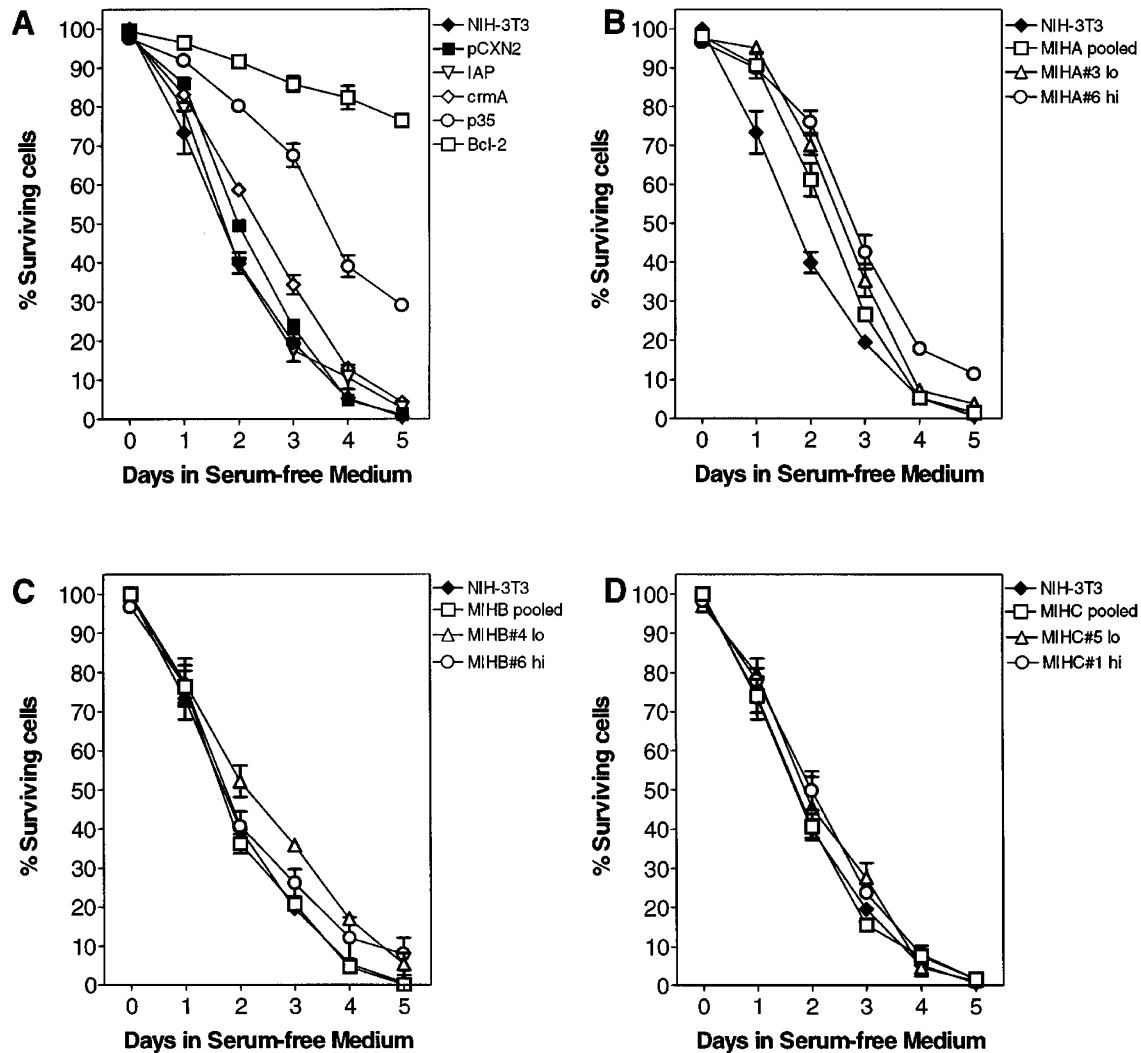 A
% Surviving cells
100
90
80
70
60
50
40
30
20
10
0
0 1 2 3 4 5
Days in Serum-free Medium
NIH-3T3
pCXN2
IAP
crmA
p35
Bcl-2
B
% Surviving cells
100
90
80
70
60
50
40
30
20
10
0
0 1 2 3 4 5
Days in Serum-free Medium
NIH-3T3
MIHA pooled
MIHA#3 lo
MIHA#6 hi
C
% Surviving cells
100
90
80
70
60
50
40
30
20
10
0
0 1 2 3 4 5
Days in Serum-free Medium
NIH-3T3
MIHB pooled
MIHB#4 lo
MIHB#6 hi
D
% Surviving cells
100
90
80
70
60
50
40
30
20
10
0
0 1 2 3 4 5
Days in Serum-free Medium
NIH-3T3
MIHC pooled
MIHC#5 lo
MIHC#1 hi